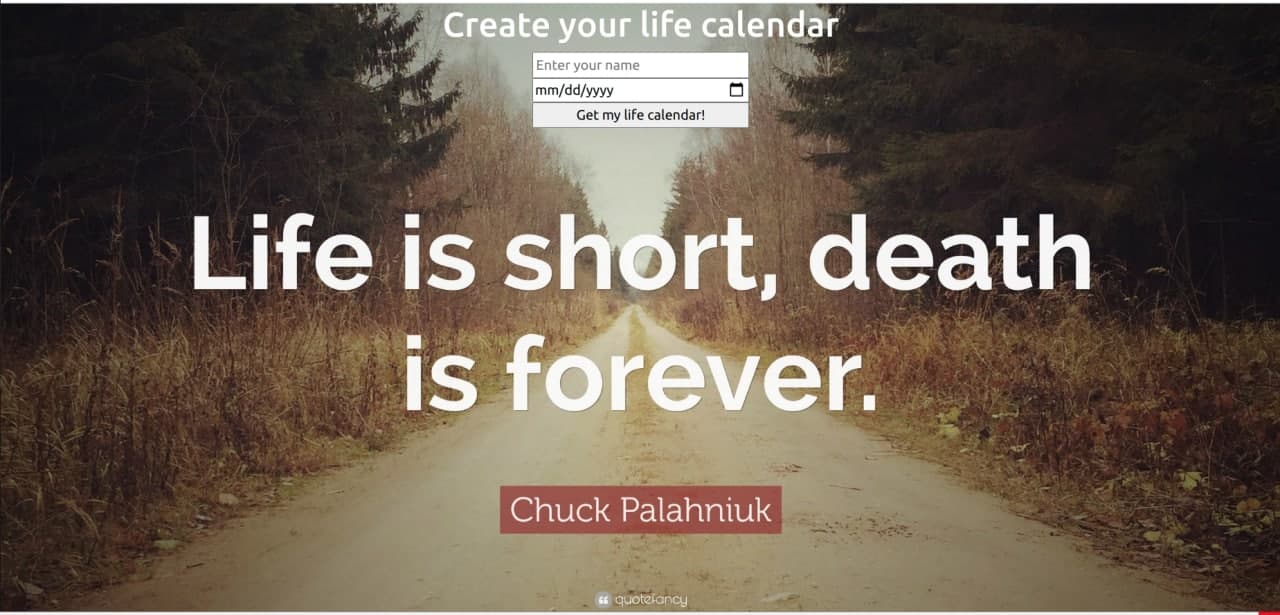 Create your life calendar
Enter your name
mm/dd/yyyy
Get my life calendar!
Life is short, death
is forever.
Chuck Palahniuk
quotefancy